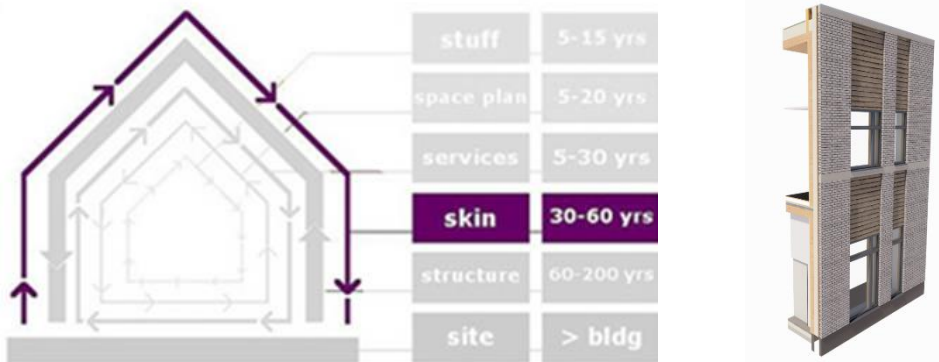 stuff 5-15 yrs
space plan 5-20 yrs
services 5-30 yrs
skin 30-60 yrs
structure 60-200 yrs
site > bldg